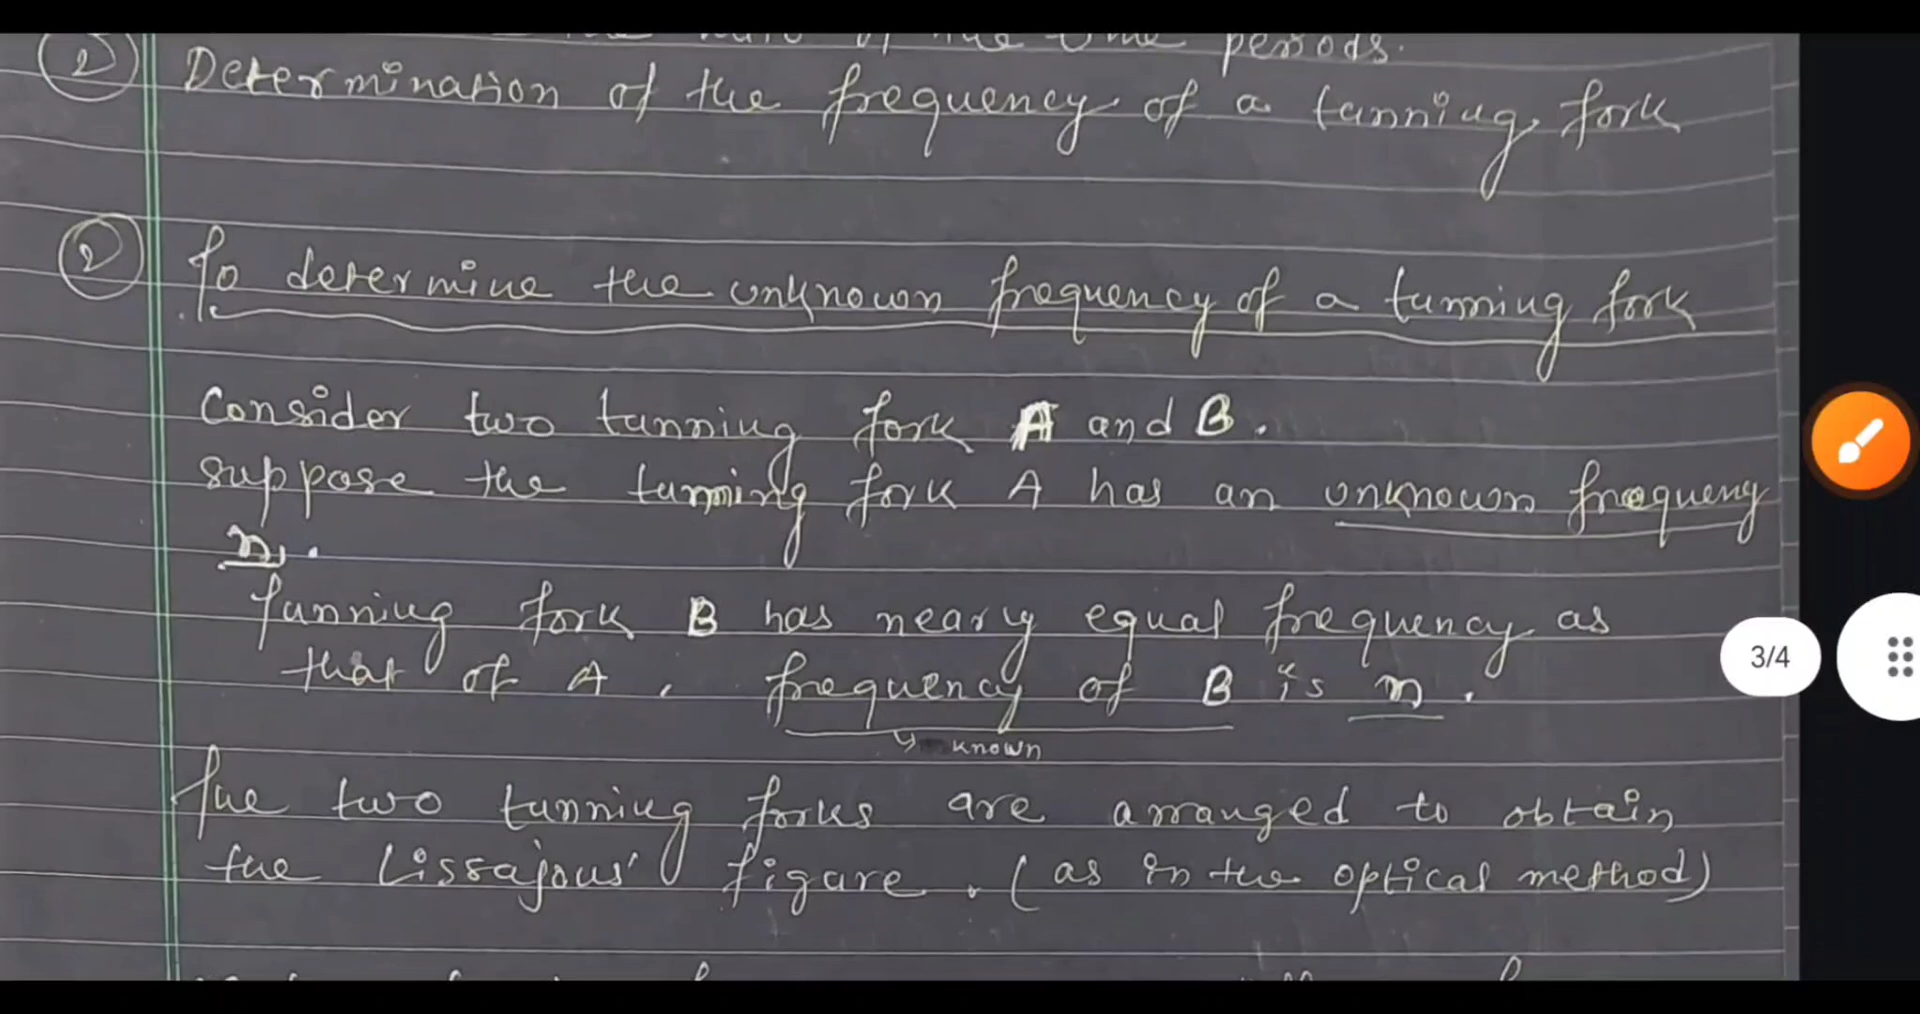 of the time periods.
② Determination of the frequency of a tunning fork
② To determine the unknown frequency of a tunning fork
Consider two tunning fork A and B.
suppose the tunning fork A has an unknown frequency
n₁.
Tunning fork B has nearly equal frequency as
that of A. frequency of B is n.
↳ known
The two tunning forks are arranged to obtain
the Lissajous' figure. (as in the optical method)
3/4